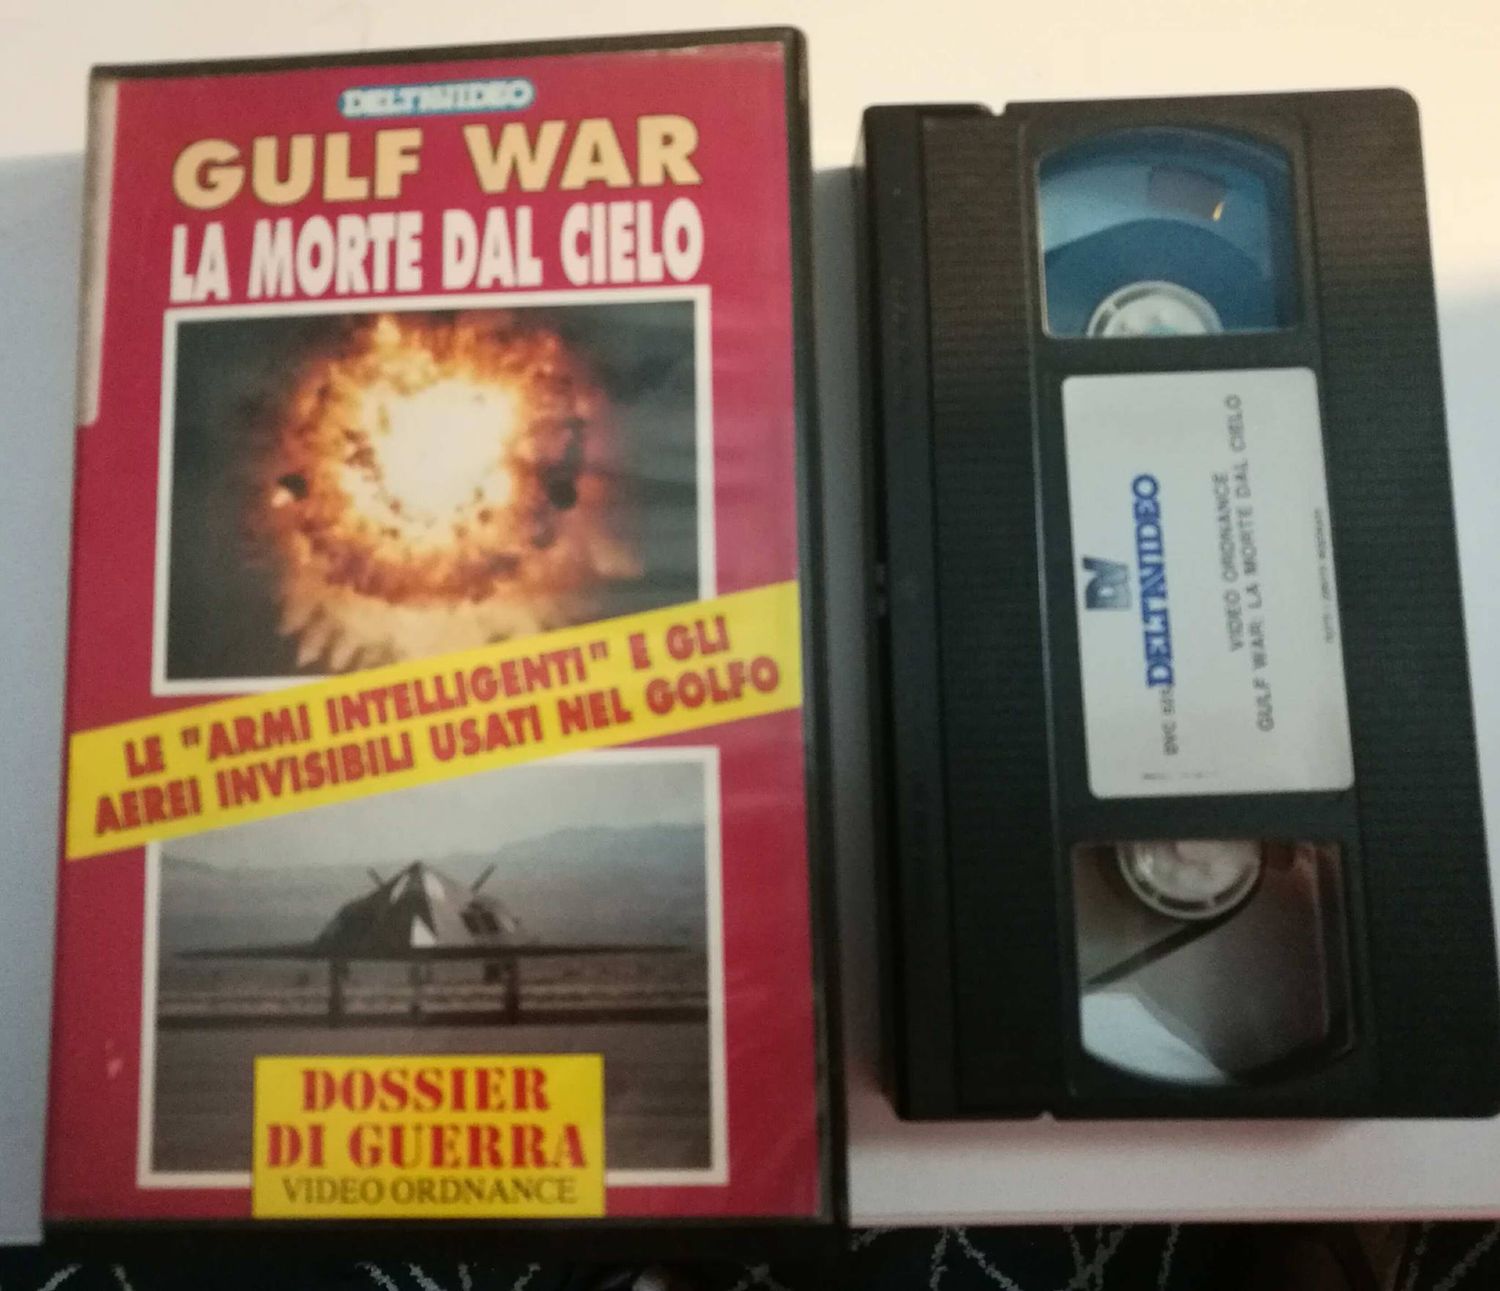 DELTAVIDEO
GULF WAR
LA MORTE DAL CIELO
LE "ARMI INTELLIGENTI" E GLI
AEREI INVISIBILI USATI NEL GOLFO
DOSSIER
DI GUERRA
VIDEO ORDNANCE
DV
DELTAVIDEO
DVC
VIDEO ORDNANCE
GULF WAR: LA MORTE DAL CIELO